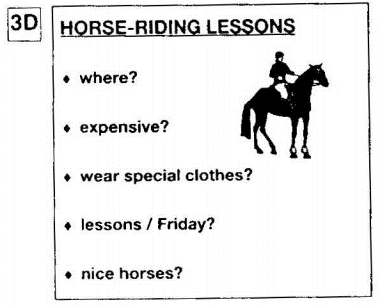 3D
HORSE-RIDING LESSONS
♦ where?
♦ expensive?
♦ wear special clothes?
♦ lessons / Friday?
♦ nice horses?